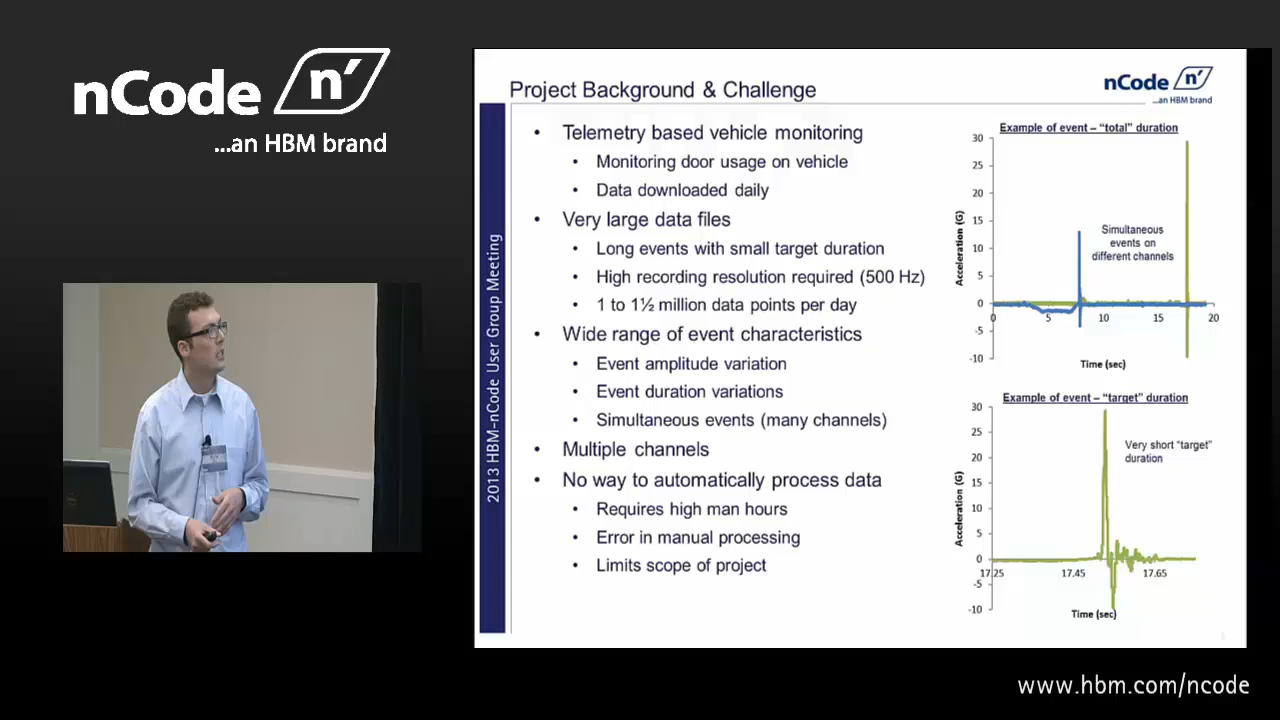 nCode n'
...an HBM brand
Project Background & Challenge
nCode n'
...an HBM brand
2013 HBM-nCode User Group Meeting
• Telemetry based vehicle monitoring
• Monitoring door usage on vehicle
• Data downloaded daily
• Very large data files
• Long events with small target duration
• High recording resolution required (500 Hz)
• 1 to 1½ million data points per day
• Wide range of event characteristics
• Event amplitude variation
• Event duration variations
• Simultaneous events (many channels)
• Multiple channels
• No way to automatically process data
• Requires high man hours
• Error in manual processing
• Limits scope of project
Example of event – “total” duration
30
25
20
15
10
5
0
-5
-10
Acceleration (G)
Simultaneous
events on
different channels
0 5 10 15 20
Time (sec)
Example of event – “target” duration
30
25
20
15
10
5
0
-5
-10
Acceleration (G)
Very short “target”
duration
17.25 17.45 17.65
Time (sec)
www.hbm.com/ncode